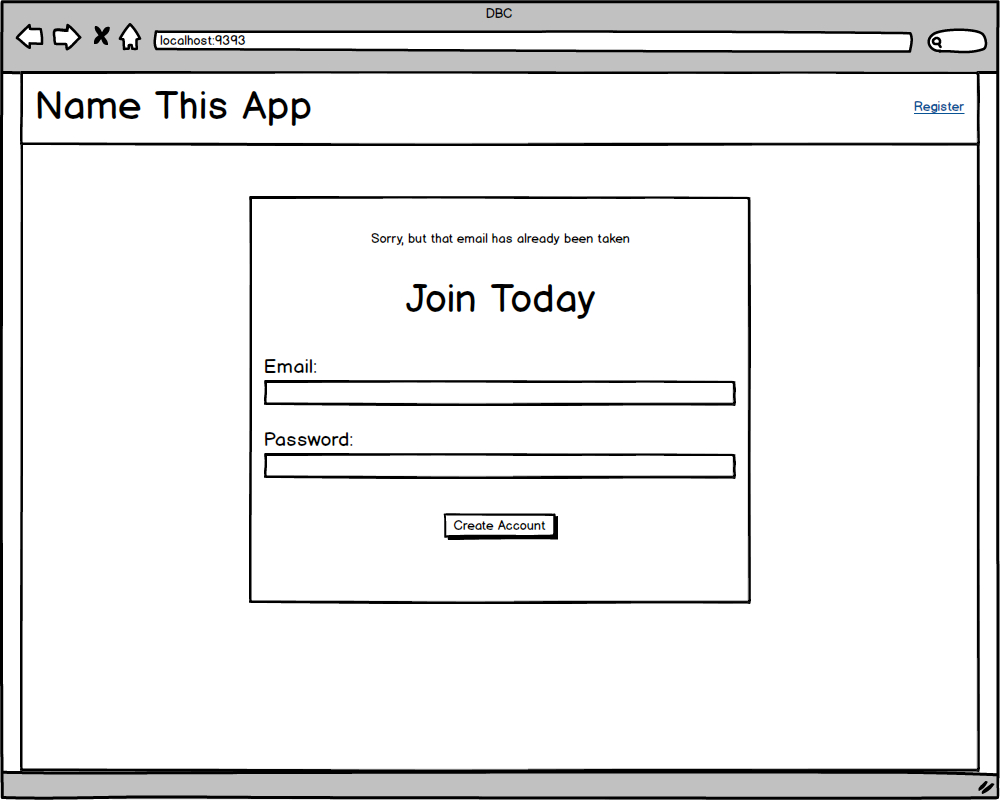 DBC
localhost:9393
Name This App
Register
Sorry, but that email has already been taken
Join Today
Email:
Password:
Create Account